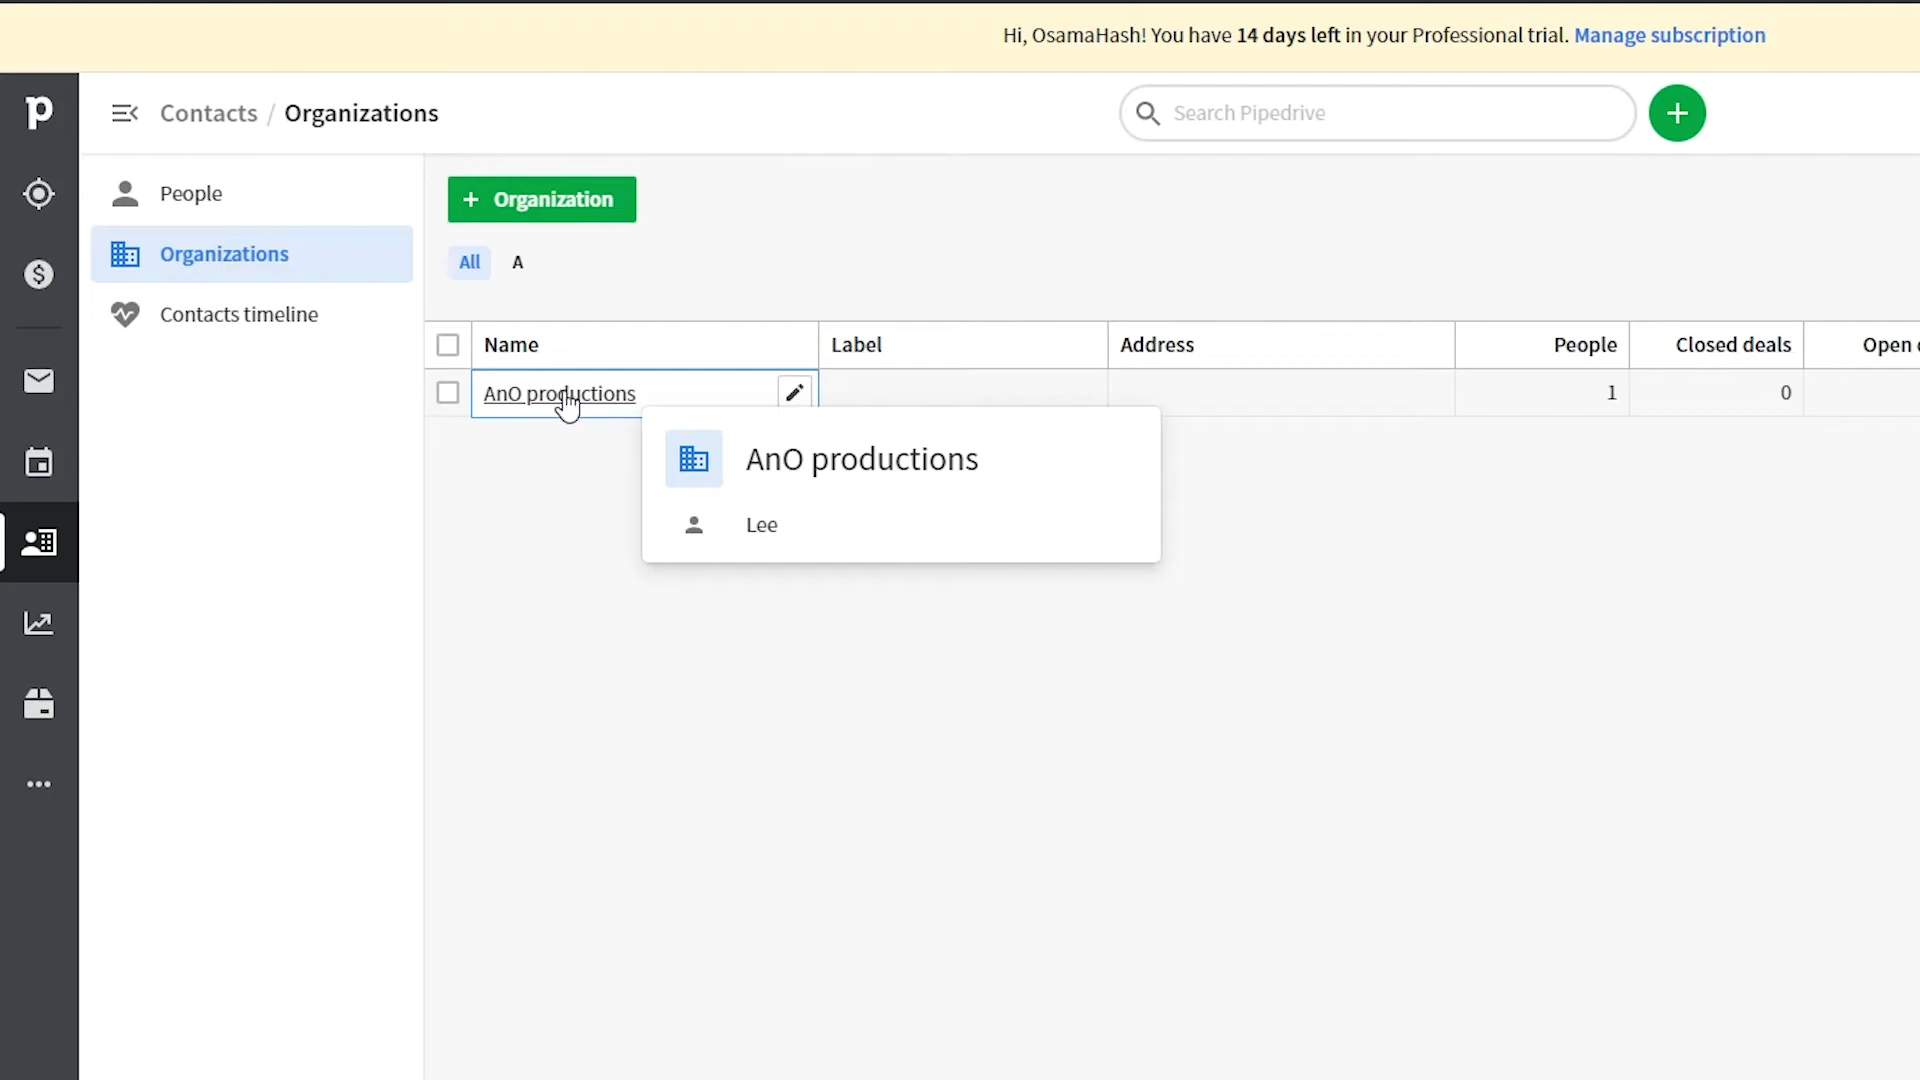 Hi, OsamaHash! You have 14 days left in your Professional trial. Manage subscription
p
Contacts / Organizations
Search Pipedrive
People
Organizations
Contacts timeline
+ Organization
All A
Name Label Address People Closed deals Open
AnO productions 1 0
AnO productions
Lee